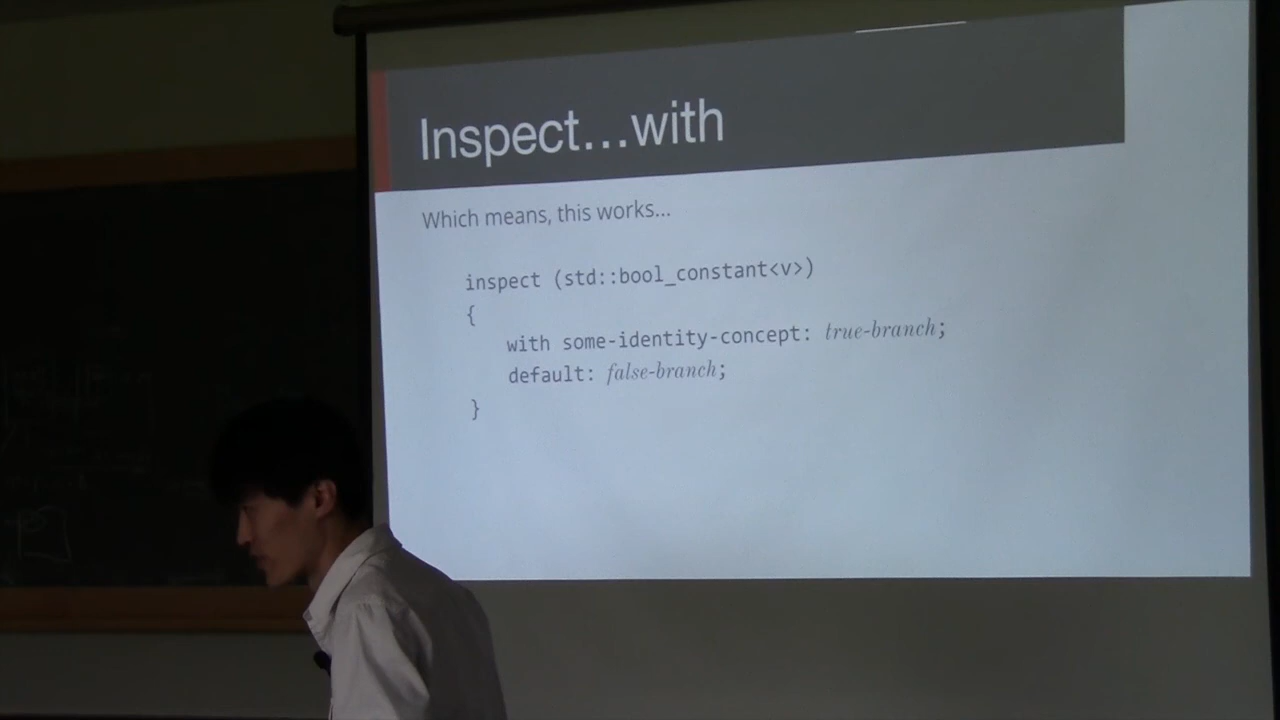 Inspect...with
Which means, this works...
inspect (std::bool_constant<v>)
{
with some-identity-concept: true-branch;
default: false-branch;
}